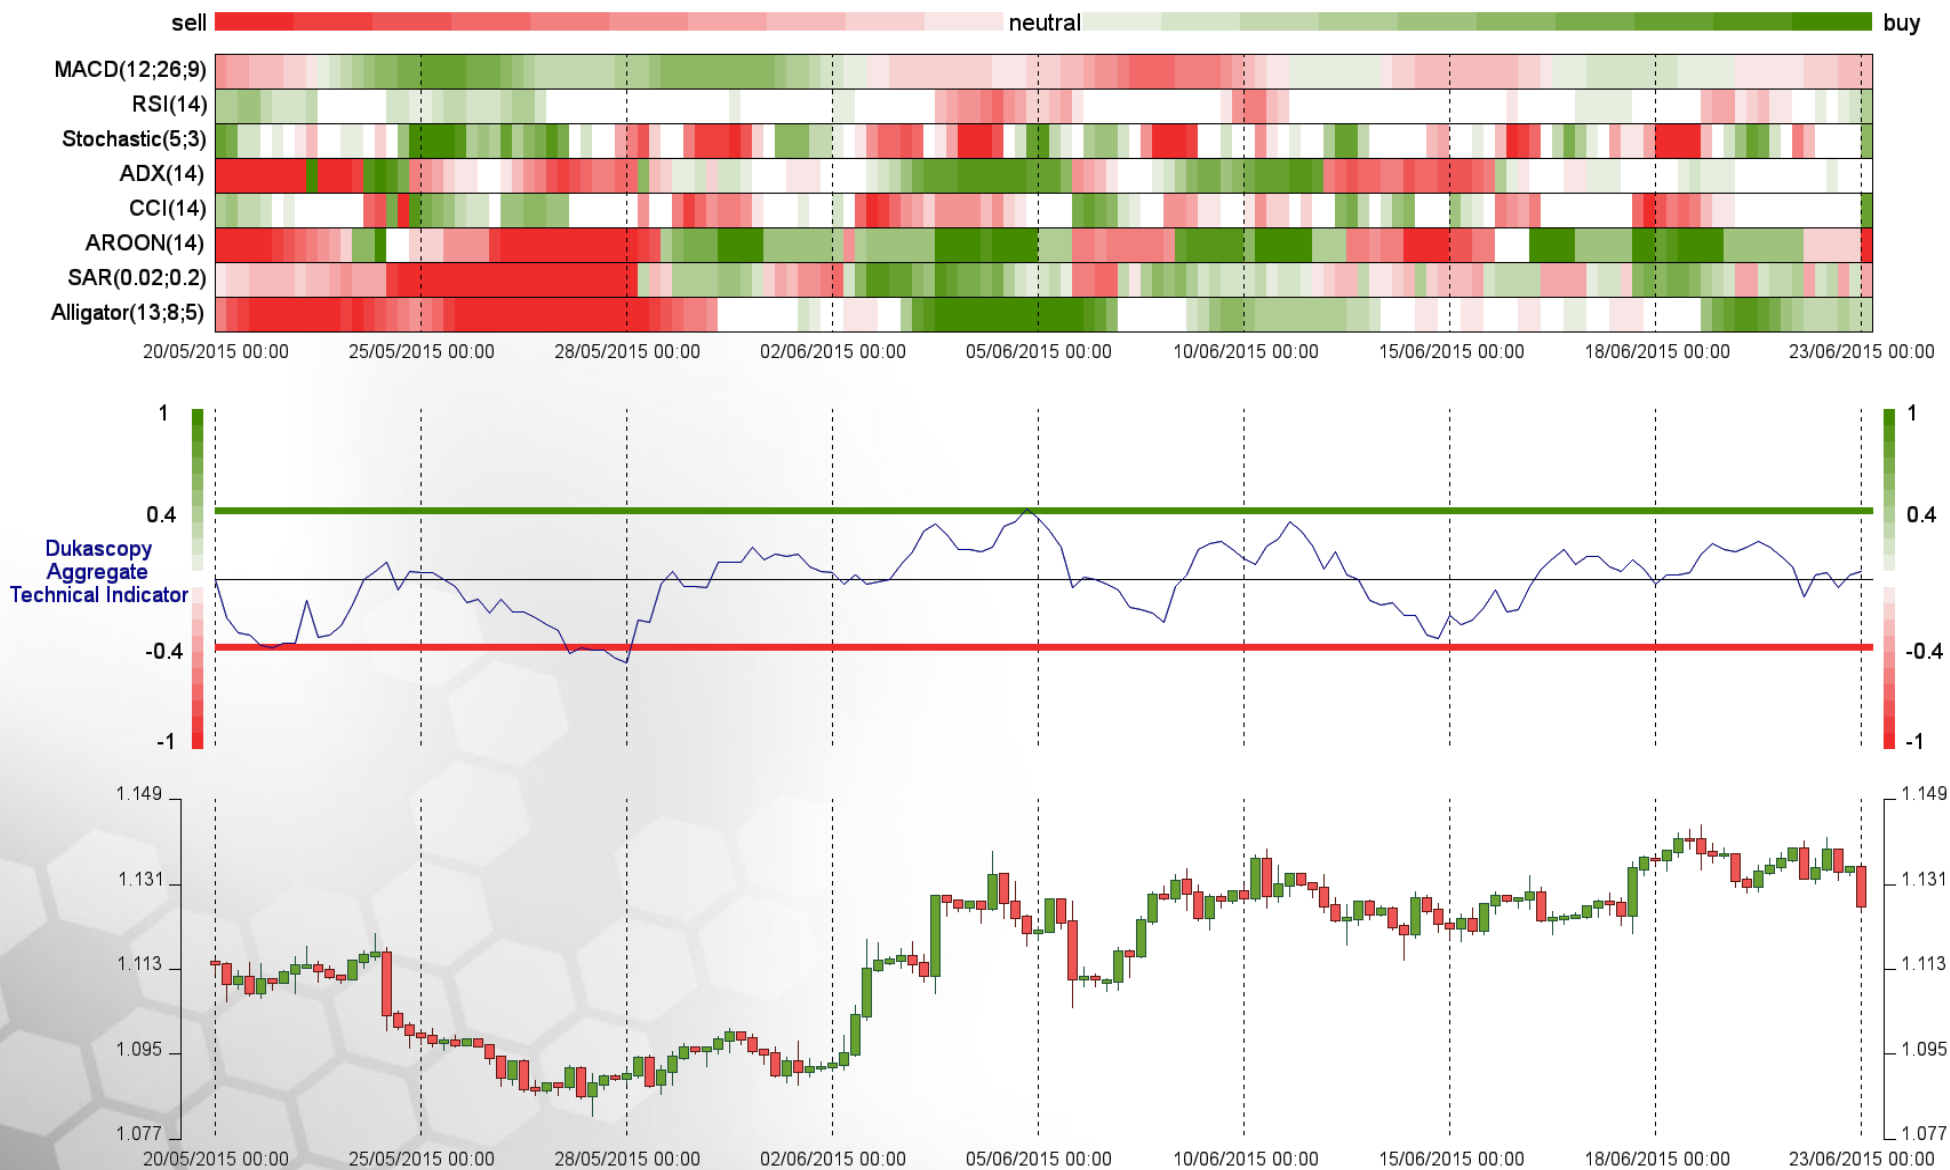 sell neutral buy
MACD(12;26;9)
RSI(14)
Stochastic(5;3)
ADX(14)
CCI(14)
AROON(14)
SAR(0.02;0.2)
Alligator(13;8;5)
20/05/2015 00:00 25/05/2015 00:00 28/05/2015 00:00 02/06/2015 00:00 05/06/2015 00:00 10/06/2015 00:00 15/06/2015 00:00 18/06/2015 00:00 23/06/2015 00:00
1 1
0.4 0.4
Dukascopy
Aggregate
Technical Indicator
-0.4 -0.4
-1 -1
1.149 1.149
1.131 1.131
1.113 1.113
1.095 1.095
1.077 1.077
20/05/2015 00:00 25/05/2015 00:00 28/05/2015 00:00 02/06/2015 00:00 05/06/2015 00:00 10/06/2015 00:00 15/06/2015 00:00 18/06/2015 00:00 23/06/2015 00:00